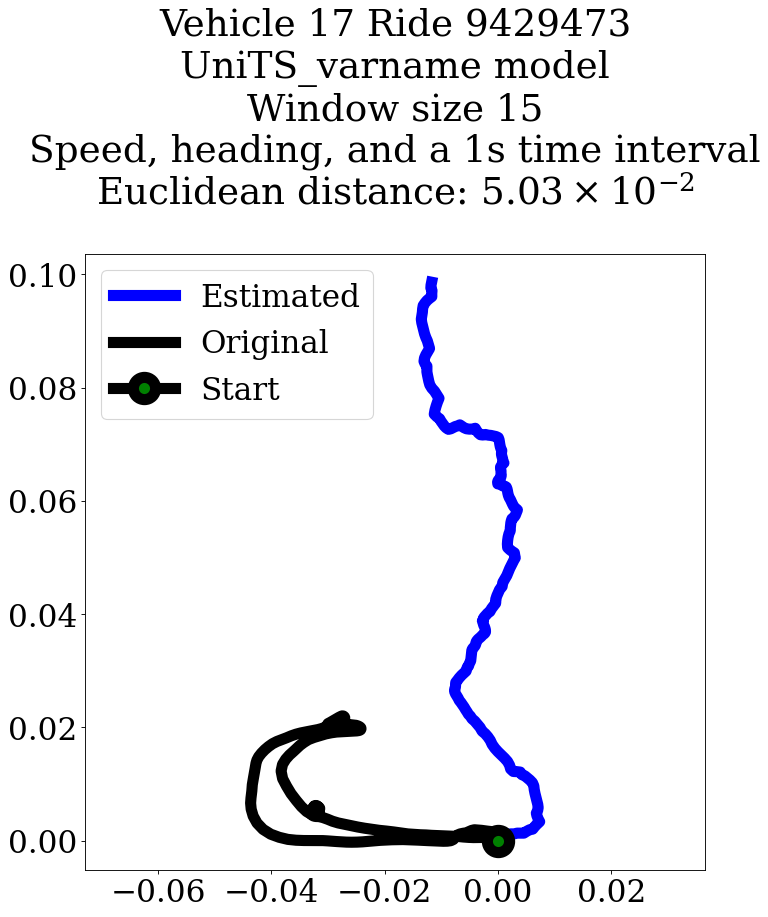 Vehicle 17 Ride 9429473
UniTS_varname model
Window size 15
Speed, heading, and a 1s time interval
Euclidean distance: 5.03 × 10⁻²
Estimated
Original
Start
0.10
0.08
0.06
0.04
0.02
0.00
−0.06 −0.04 −0.02 0.00 0.02